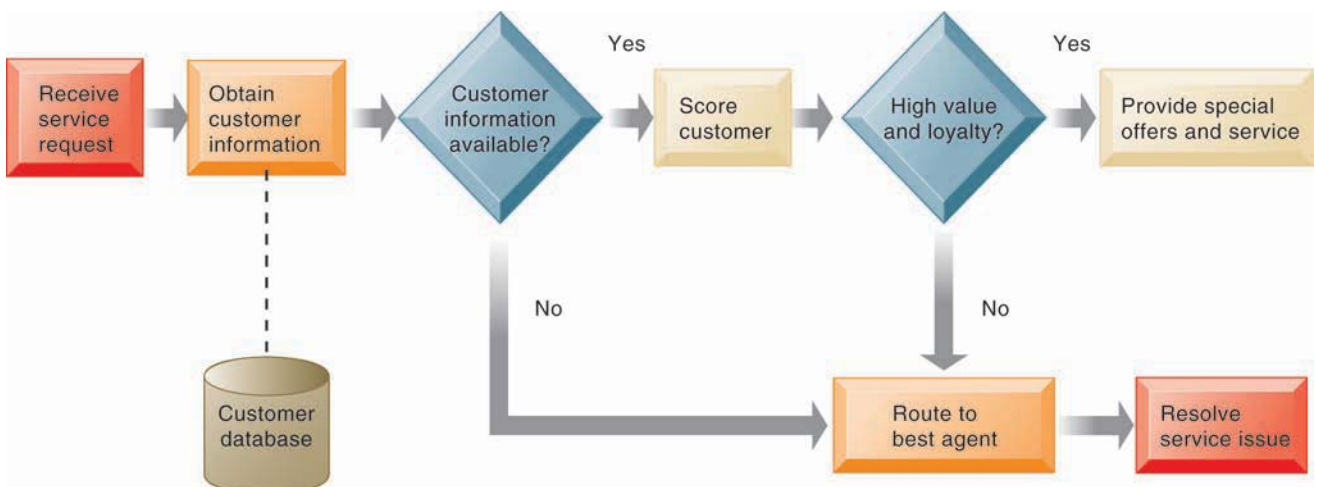 Receive
service
request
Obtain
customer
information
Customer
information
available?
Yes
Score
customer
High value
and loyalty?
Yes
Provide special
offers and service
No
No
Customer
database
Route to
best agent
Resolve
service issue